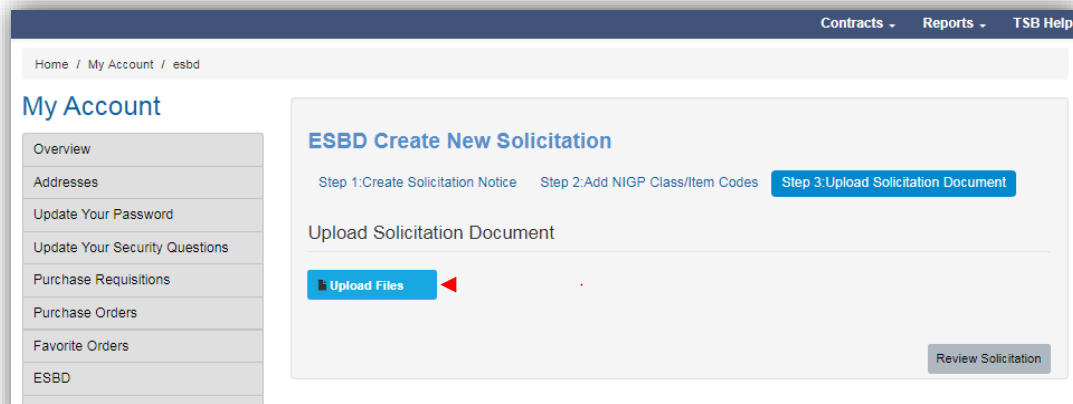 Contracts Reports TSB Help
Home / My Account / esbd
My Account
Overview
Addresses
Update Your Password
Update Your Security Questions
Purchase Requisitions
Purchase Orders
Favorite Orders
ESBD
ESBD Create New Solicitation
Step 1:Create Solicitation Notice Step 2:Add NIGP Class/Item Codes Step 3:Upload Solicitation Document
Upload Solicitation Document
Upload Files
Review Solicitation